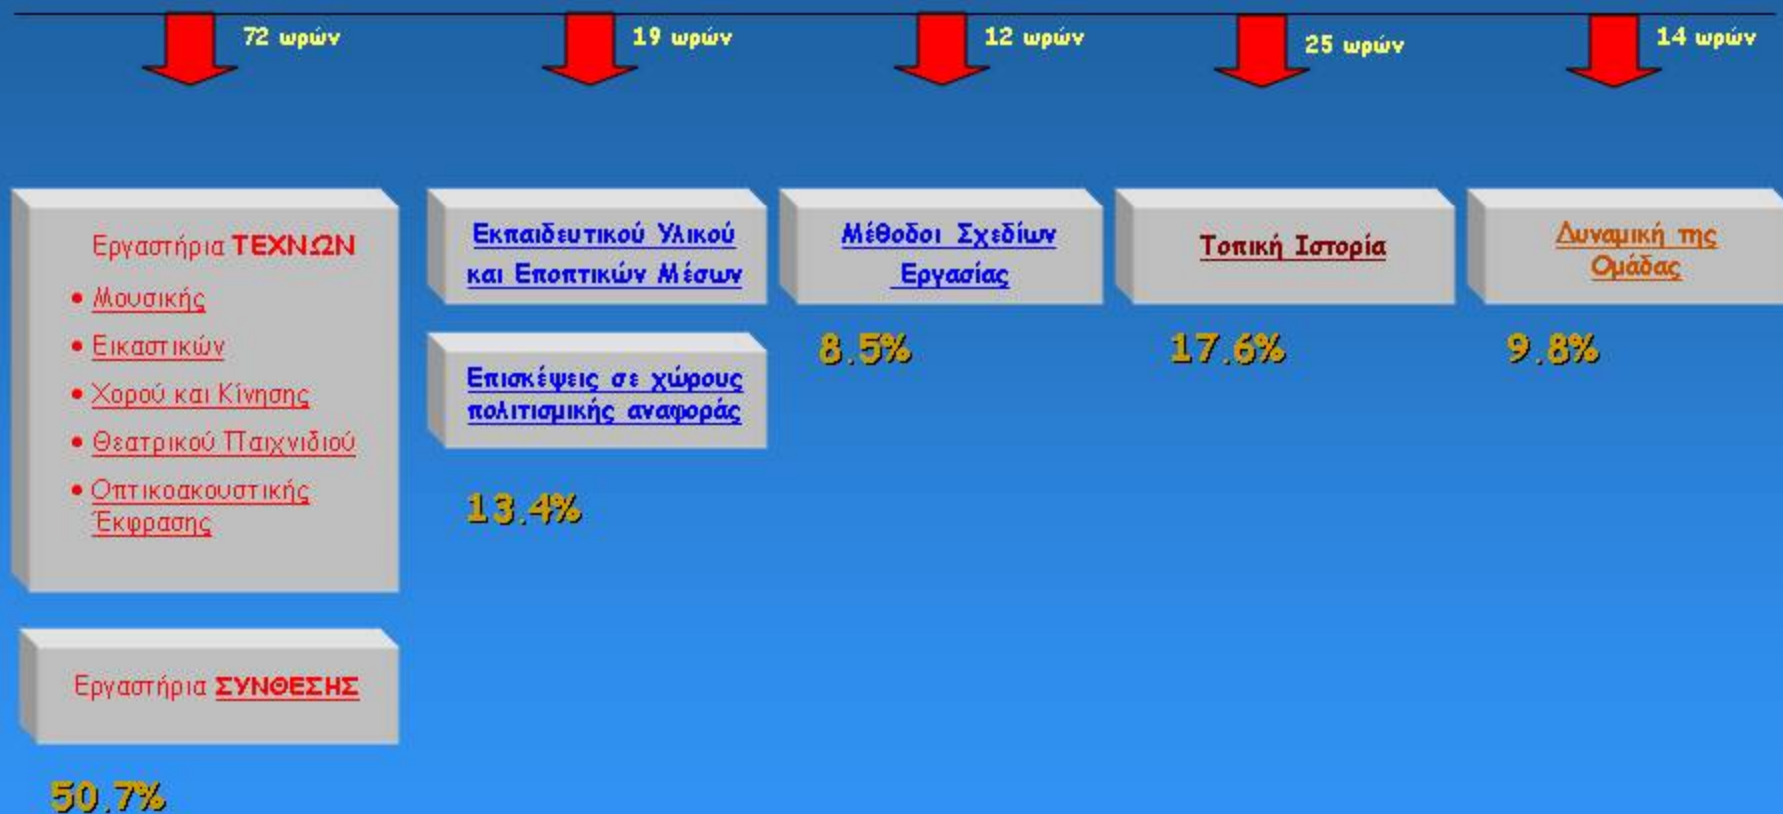 72 ωρών
19 ωρών
12 ωρών
25 ωρών
14 ωρών
Εργαστήρια ΤΕΧΝΩΝ
• Μουσικής
• Εικαστικών
• Χορού και Κίνησης
• Θεατρικού Παιχνιδιού
• Οπτικοακουστικής
Έκφρασης
Εργαστήρια ΣΥΝΘΕΣΗΣ
50.7%
Εκπαιδευτικού Υλικού
και Εποπτικών Μέσων
Επισκέψεις σε χώρους
πολιτισμικής αναφοράς
13.4%
Μέθοδοι Σχεδίων
Εργασίας
8.5%
Τοπική Ιστορία
17.6%
Δυναμική της
Ομάδας
9.8%